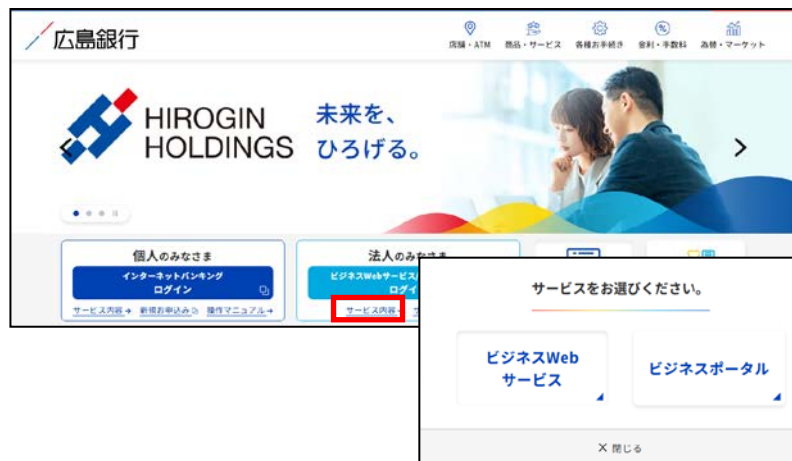 広島銀行
店舗・ATM 商品・サービス 各種お手続き 金利・手数料 為替・マーケット
HIROGIN
HOLDINGS
未来を、
ひろげる。
個人のみなさま
インターネットバンキング
ログイン
サービス内容→ 新規お申込み 操作マニュアル→
法人のみなさま
ビジネスWebサービス/
ログイ
サービス内容
サービスをお選びください。
ビジネスWeb
サービス
ビジネスポータル
× 閉じる